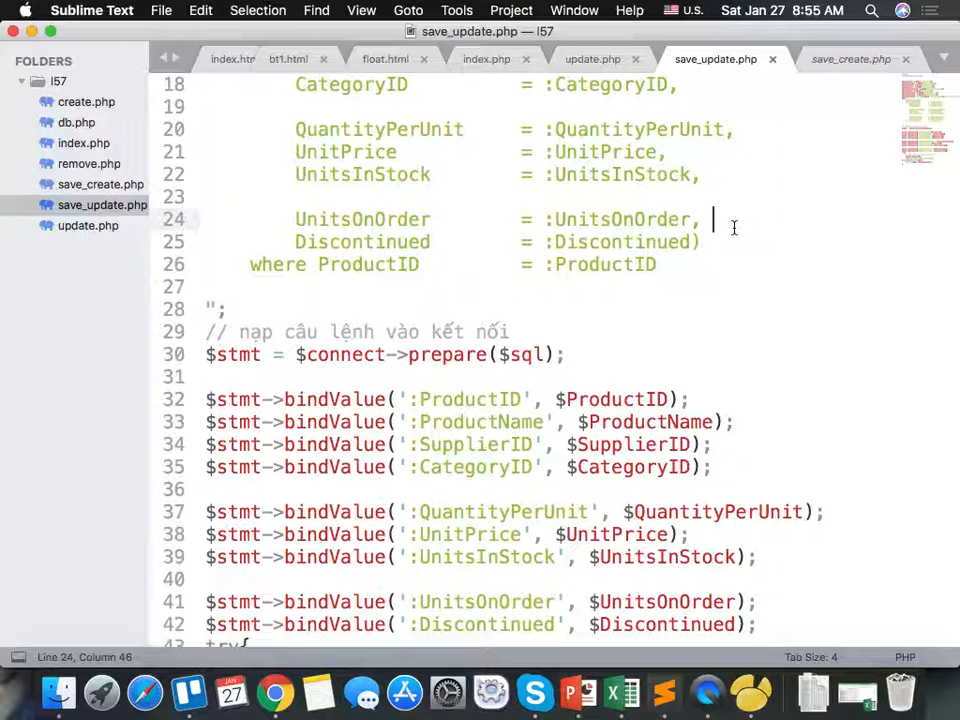 Sublime Text File Edit Selection Find View Goto Tools Project Window Help U.S. Sat Jan 27 8:55 AM
save_update.php — l57
FOLDERS
l57
create.php
db.php
index.php
remove.php
save_create.php
save_update.php
update.php
index.htm bt1.html float.html index.php update.php save_update.php save_create.php
18 CategoryID = :CategoryID,
19
20 QuantityPerUnit = :QuantityPerUnit,
21 UnitPrice = :UnitPrice,
22 UnitsInStock = :UnitsInStock,
23
24 UnitsOnOrder = :UnitsOnOrder,
25 Discontinued = :Discontinued)
26 where ProductID = :ProductID
27
28 ";
29 // nạp câu lệnh vào kết nối
30 $stmt = $connect->prepare($sql);
31
32 $stmt->bindValue(':ProductID', $ProductID);
33 $stmt->bindValue(':ProductName', $ProductName);
34 $stmt->bindValue(':SupplierID', $SupplierID);
35 $stmt->bindValue(':CategoryID', $CategoryID);
36
37 $stmt->bindValue(':QuantityPerUnit', $QuantityPerUnit);
38 $stmt->bindValue(':UnitPrice', $UnitPrice);
39 $stmt->bindValue(':UnitsInStock', $UnitsInStock);
40
41 $stmt->bindValue(':UnitsOnOrder', $UnitsOnOrder);
42 $stmt->bindValue(':Discontinued', $Discontinued);
43 try{
Line 24, Column 46 Tab Size: 4 PHP
JAN
27